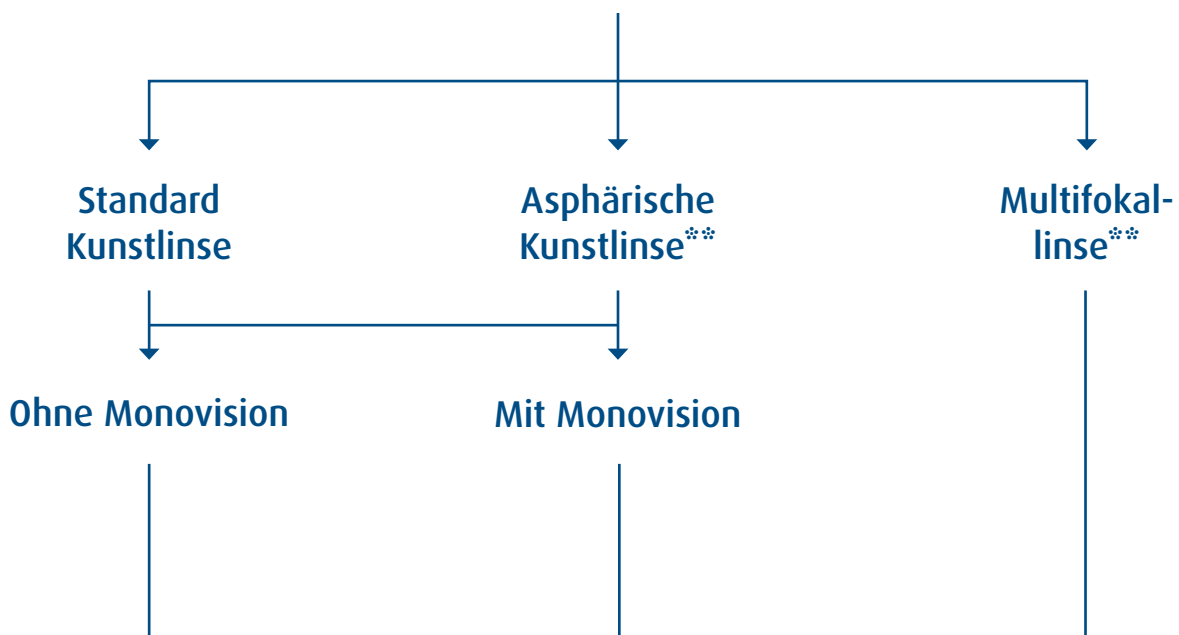 Standard
Kunstlinse
Asphärische
Kunstlinse**
Multifokal-
linse**
Ohne Monovision
Mit Monovision